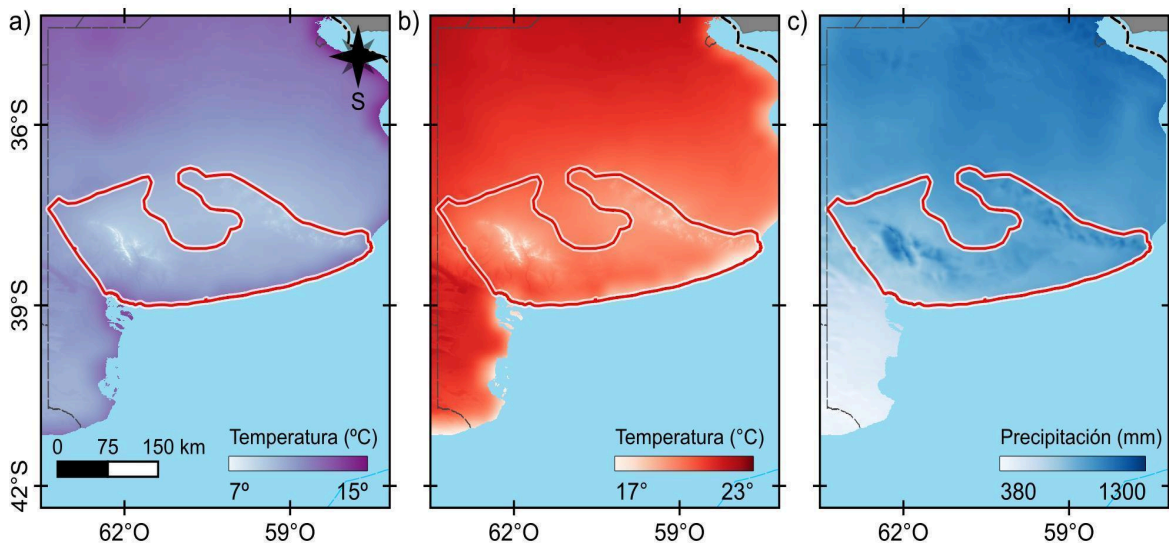 a)
b)
c)
S
36°S
39°S
42°S
0 75 150 km
Temperatura (ºC)
7º 15º
Temperatura (°C)
17° 23°
Precipitación (mm)
380 1300
62°O 59°O
62°O 59°O
62°O 59°O